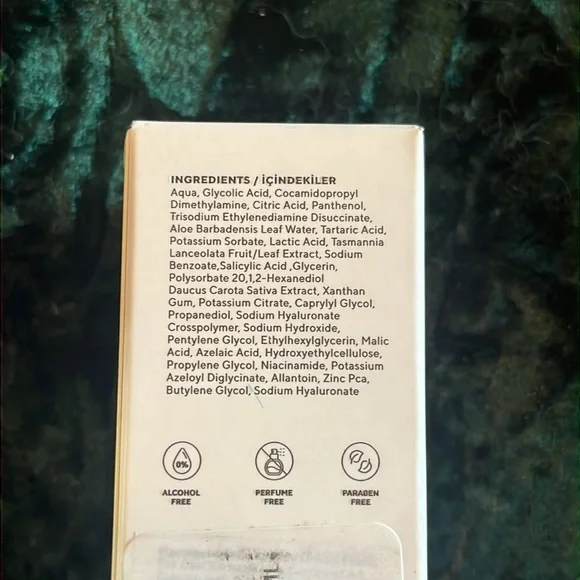 INGREDIENTS / İÇİNDEKİLER
Aqua, Glycolic Acid, Cocamidopropyl
Dimethylamine, Citric Acid, Panthenol,
Trisodium Ethylenediamine Disuccinate,
Aloe Barbadensis Leaf Water, Tartaric Acid,
Potassium Sorbate, Lactic Acid, Tasmannia
Lanceolata Fruit/Leaf Extract, Sodium
Benzoate,Salicylic Acid ,Glycerin,
Polysorbate 20,1,2-Hexanediol
Daucus Carota Sativa Extract, Xanthan
Gum, Potassium Citrate, Caprylyl Glycol,
Propanediol, Sodium Hyaluronate
Crosspolymer, Sodium Hydroxide,
Pentylene Glycol, Ethylhexylglycerin, Malic
Acid, Azelaic Acid, Hydroxyethylcellulose,
Propylene Glycol, Niacinamide, Potassium
Azeloyl Diglycinate, Allantoin, Zinc Pca,
Butylene Glycol, Sodium Hyaluronate
0%
ALCOHOL
FREE
PERFUME
FREE
PARABEN
FREE